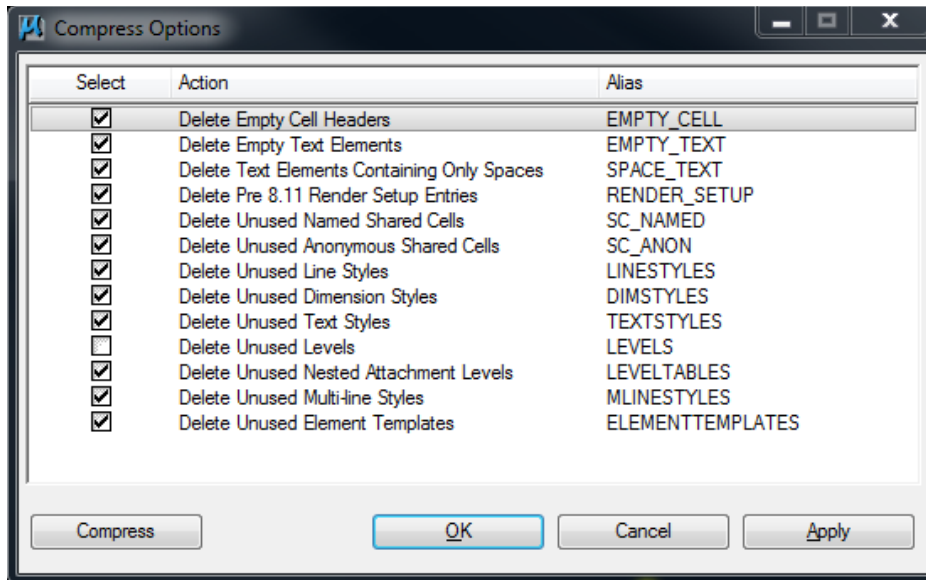 Compress Options
Select Action Alias
Delete Empty Cell Headers EMPTY_CELL
Delete Empty Text Elements EMPTY_TEXT
Delete Text Elements Containing Only Spaces SPACE_TEXT
Delete Pre 8.11 Render Setup Entries RENDER_SETUP
Delete Unused Named Shared Cells SC_NAMED
Delete Unused Anonymous Shared Cells SC_ANON
Delete Unused Line Styles LINESTYLES
Delete Unused Dimension Styles DIMSTYLES
Delete Unused Text Styles TEXTSTYLES
Delete Unused Levels LEVELS
Delete Unused Nested Attachment Levels LEVELTABLES
Delete Unused Multi-line Styles MLINESTYLES
Delete Unused Element Templates ELEMENTTEMPLATES
Compress OK Cancel Apply